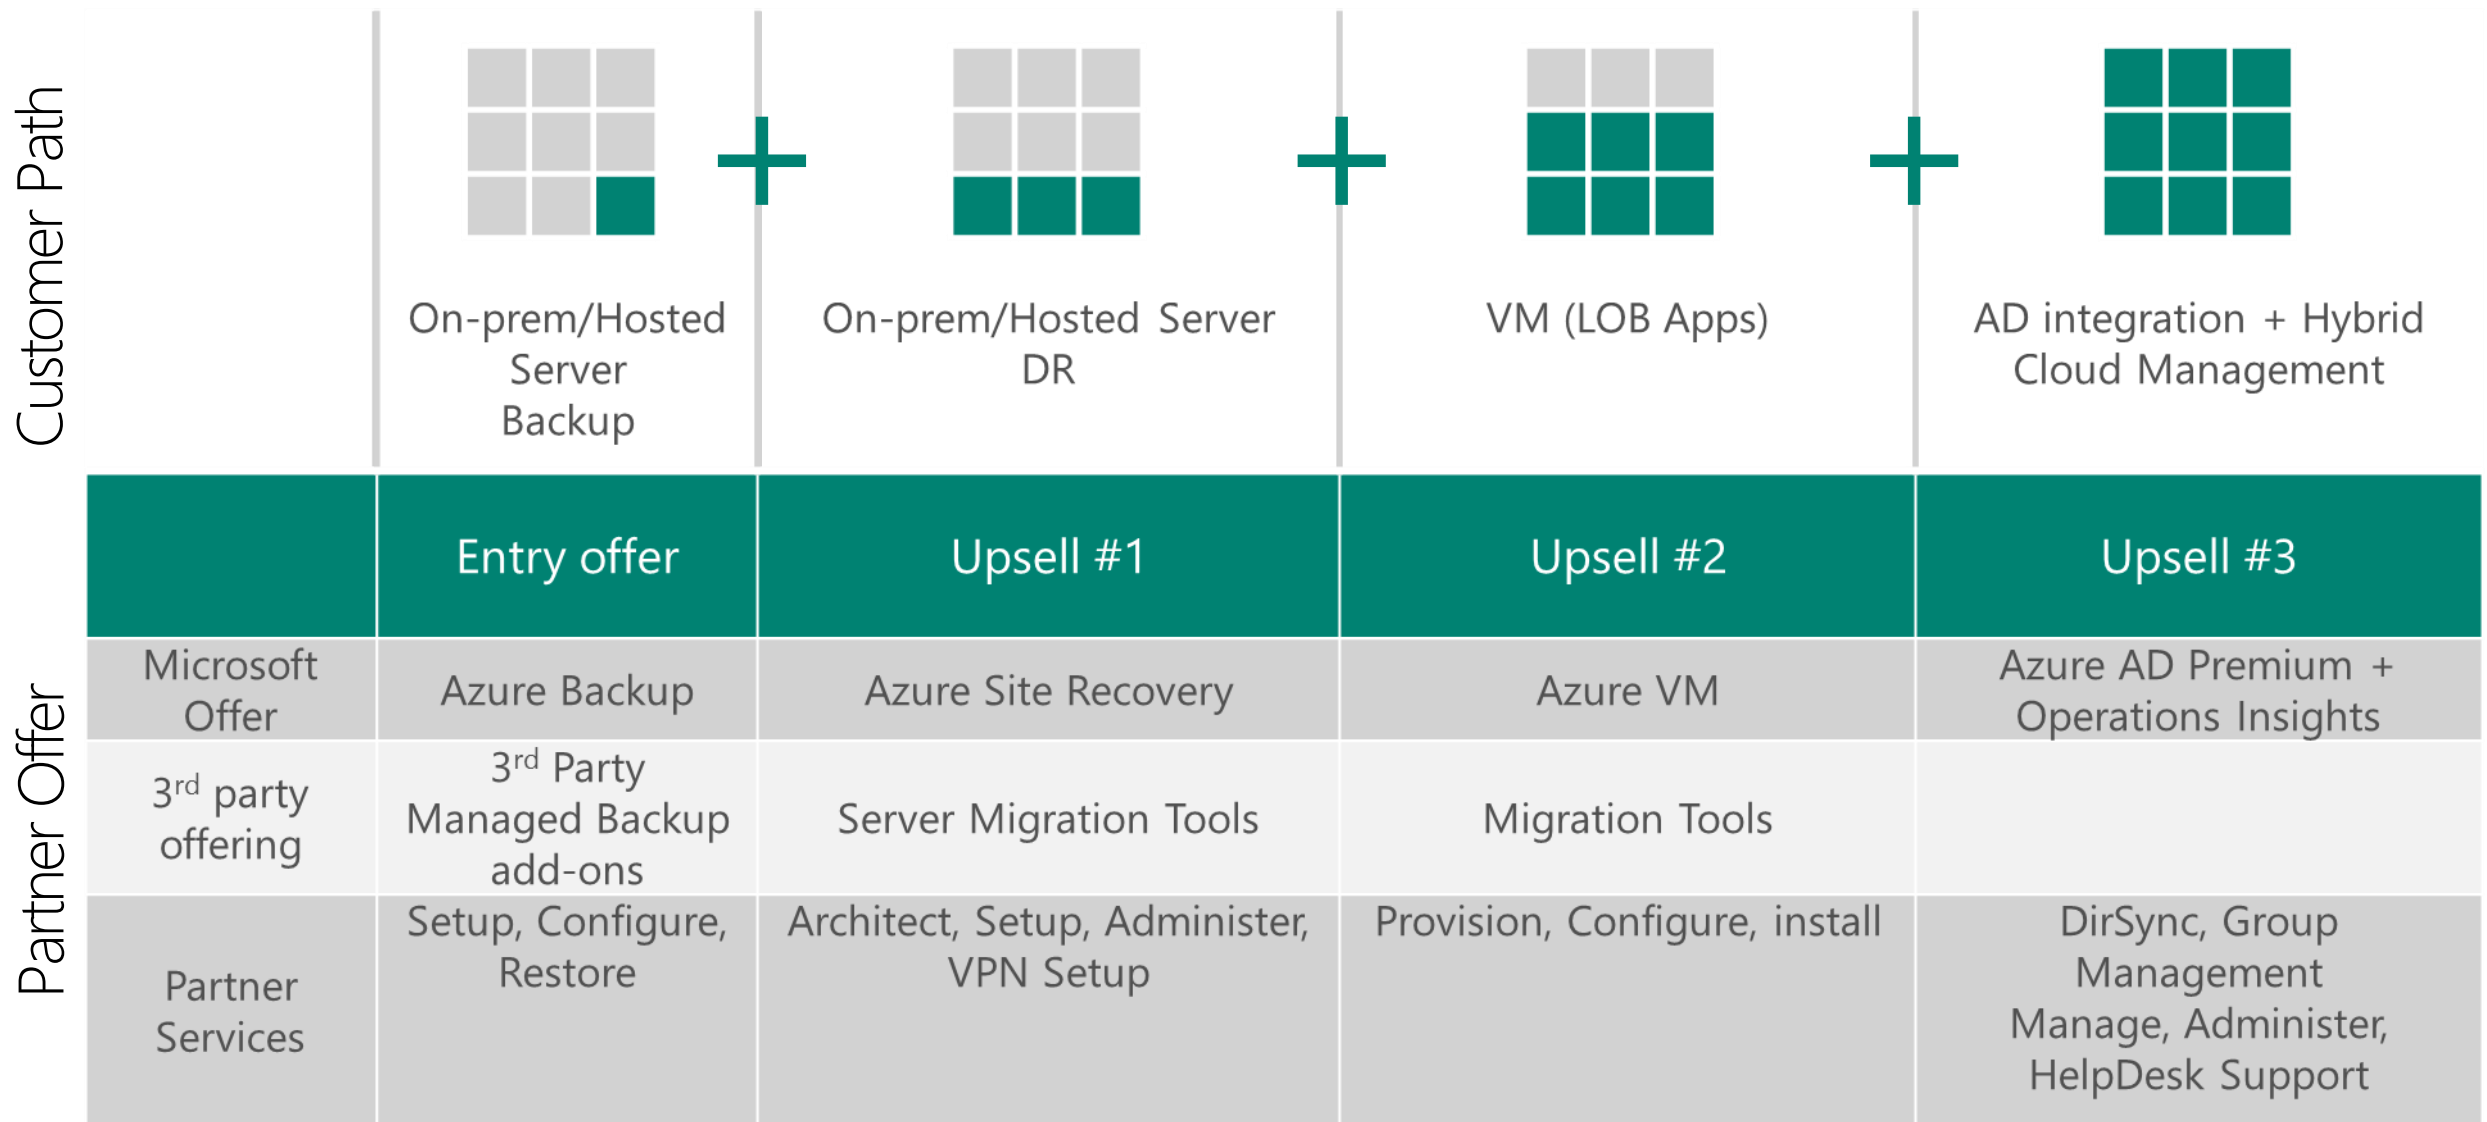 Customer Path
On-prem/Hosted
Server
Backup
On-prem/Hosted Server
DR
VM (LOB Apps)
AD integration + Hybrid
Cloud Management
Partner Offer
Entry offer
Upsell #1
Upsell #2
Upsell #3
Microsoft
Offer
Azure Backup
Azure Site Recovery
Azure VM
Azure AD Premium +
Operations Insights
3rd party
offering
3rd Party
Managed Backup
add-ons
Server Migration Tools
Migration Tools
Partner
Services
Setup, Configure,
Restore
Architect, Setup, Administer,
VPN Setup
Provision, Configure, install
DirSync, Group
Management
Manage, Administer,
HelpDesk Support